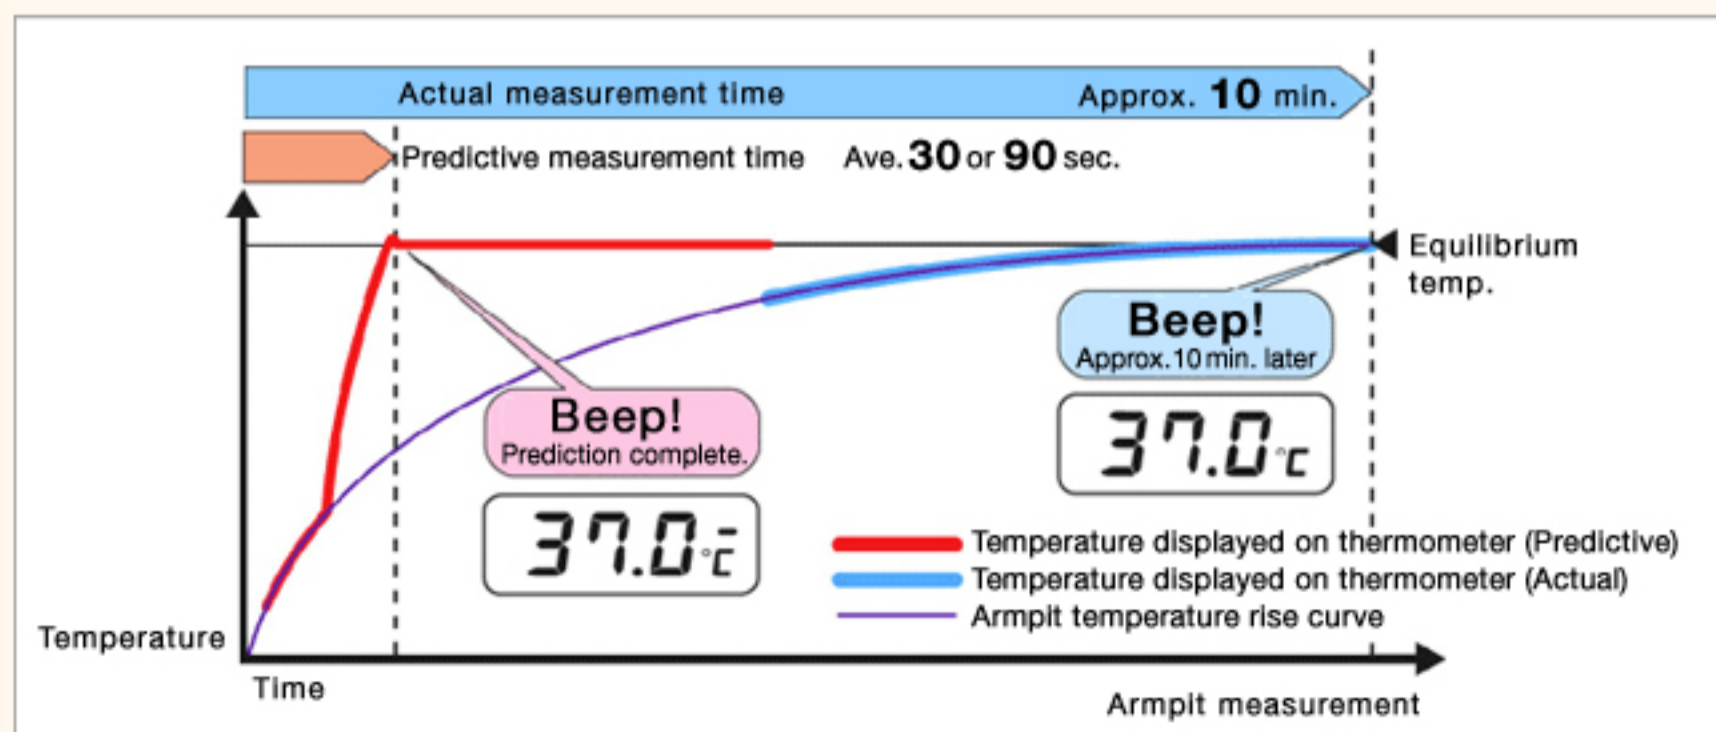 Actual measurement time Approx. 10 min.
Predictive measurement time Ave. 30 or 90 sec.
Equilibrium
temp.
Beep!
Approx. 10 min. later
37.0 °C
Beep!
Prediction complete.
37.0 °C
Temperature displayed on thermometer (Predictive)
Temperature displayed on thermometer (Actual)
Armpit temperature rise curve
Temperature
Time
Armpit measurement